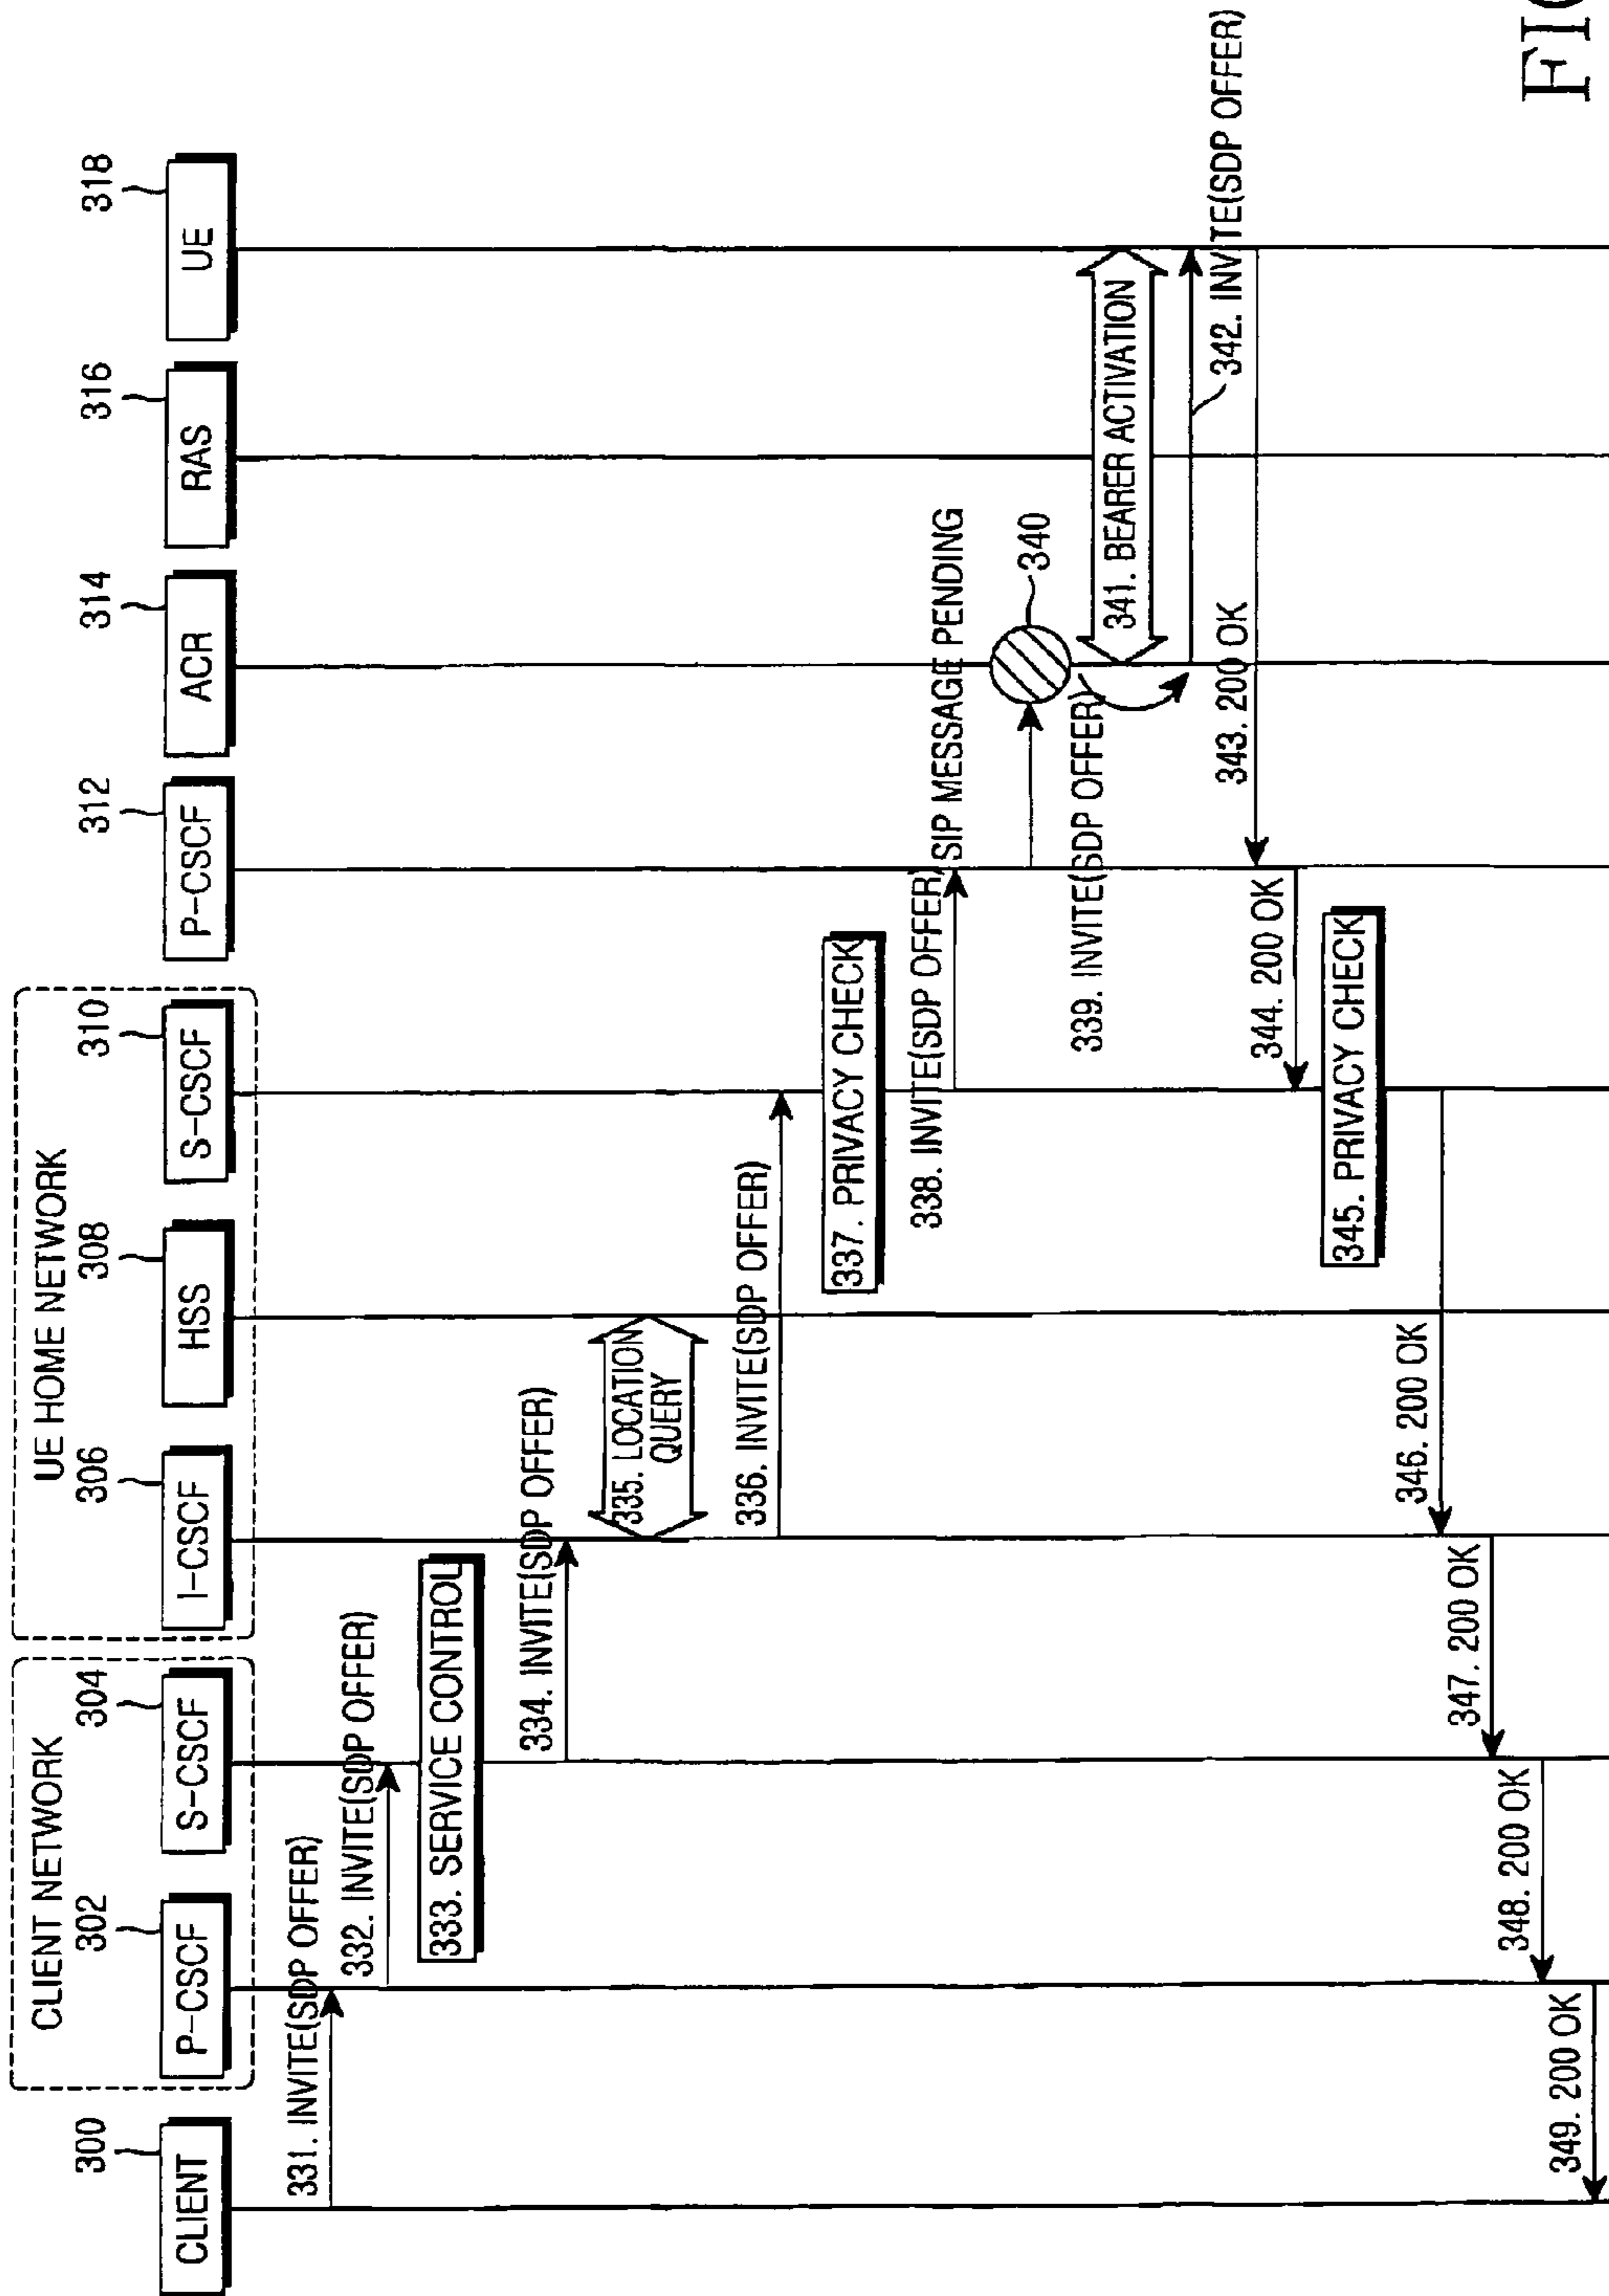 CLIENT NETWORK
UE HOME NETWORK
300
302
304
306
308
310
312
314
316
318
CLIENT
P-CSCF
S-CSCF
I-CSCF
HSS
S-CSCF
P-CSCF
ACR
RAS
UE
331. INVITE(SDP OFFER)
332. INVITE(SDP OFFER)
333. SERVICE CONTROL
334. INVITE(SDP OFFER)
335. LOCATION
QUERY
336. INVITE(SDP OFFER)
337. PRIVACY CHECK
338. INVITE(SDP OFFER)
SIP MESSAGE PENDING
340
339. INVITE(SDP OFFER)
341. BEARER ACTIVATION
342. INVITE(SDP OFFER)
343. 200 OK
344. 200 OK
345. PRIVACY CHECK
346. 200 OK
347. 200 OK
348. 200 OK
349. 200 OK